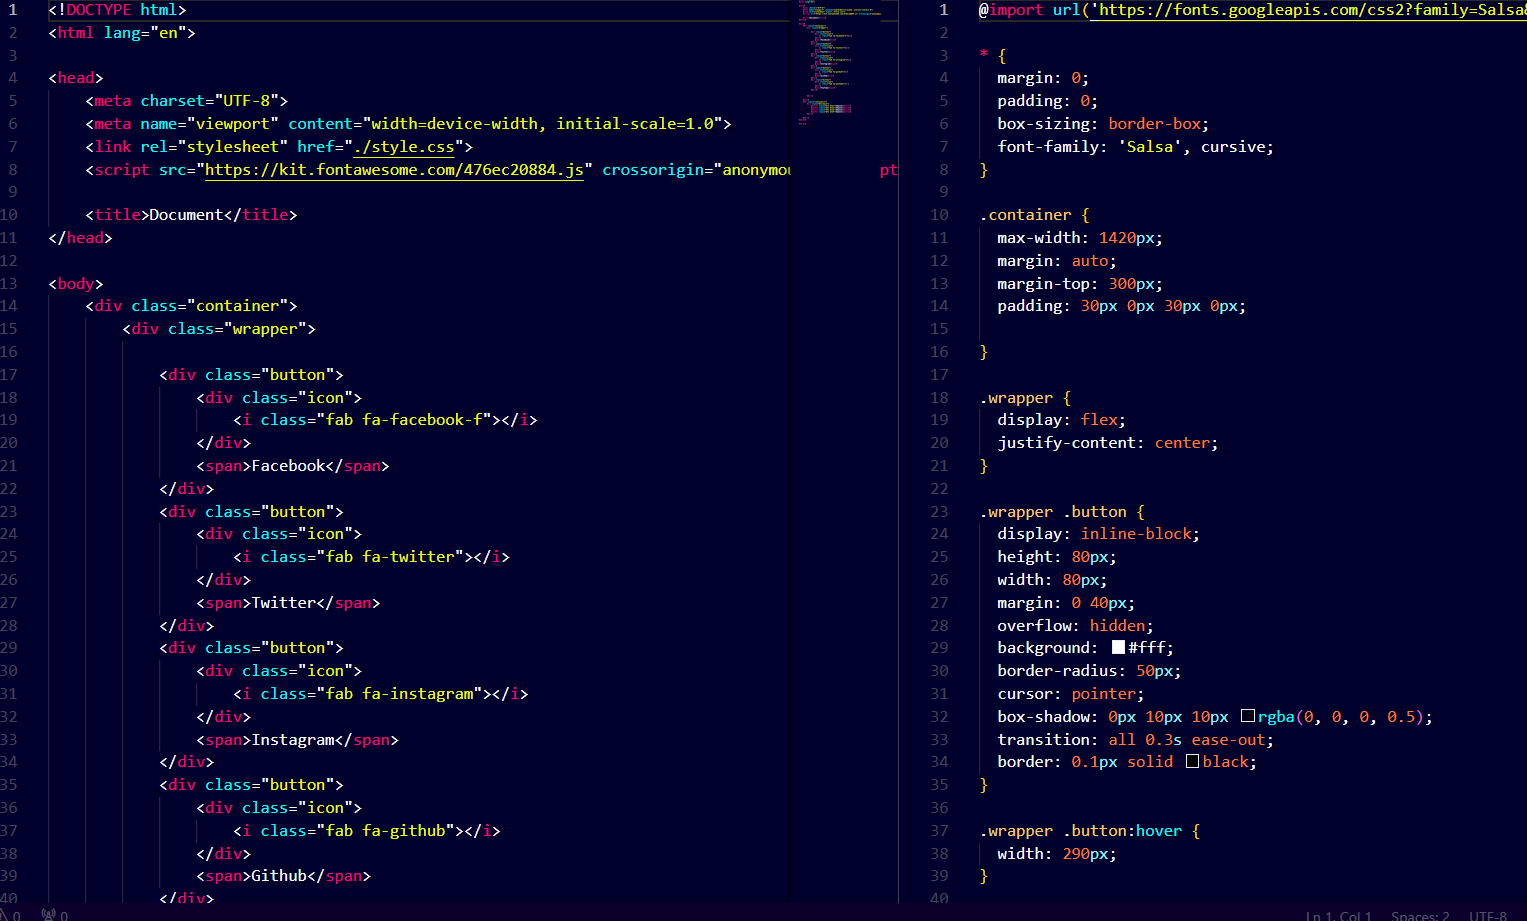 1 <!DOCTYPE html>
2 <html lang="en">
3
4 <head>
5 <meta charset="UTF-8">
6 <meta name="viewport" content="width=device-width, initial-scale=1.0">
7 <link rel="stylesheet" href="./style.css">
8 <script src="https://kit.fontawesome.com/476ec20884.js" crossorigin="anonymou pt
9
10 <title>Document</title>
11 </head>
12
13 <body>
14 <div class="container">
15 <div class="wrapper">
16
17 <div class="button">
18 <div class="icon">
19 <i class="fab fa-facebook-f"></i>
20 </div>
21 <span>Facebook</span>
22 </div>
23 <div class="button">
24 <div class="icon">
25 <i class="fab fa-twitter"></i>
26 </div>
27 <span>Twitter</span>
28 </div>
29 <div class="button">
30 <div class="icon">
31 <i class="fab fa-instagram"></i>
32 </div>
33 <span>Instagram</span>
34 </div>
35 <div class="button">
36 <div class="icon">
37 <i class="fab fa-github"></i>
38 </div>
39 <span>Github</span>
40 </div>
1 @import url('https://fonts.googleapis.com/css2?family=Salsa&
2
3 * {
4 margin: 0;
5 padding: 0;
6 box-sizing: border-box;
7 font-family: 'Salsa', cursive;
8 }
9
10 .container {
11 max-width: 1420px;
12 margin: auto;
13 margin-top: 300px;
14 padding: 30px 0px 30px 0px;
15
16 }
17
18 .wrapper {
19 display: flex;
20 justify-content: center;
21 }
22
23 .wrapper .button {
24 display: inline-block;
25 height: 80px;
26 width: 80px;
27 margin: 0 40px;
28 overflow: hidden;
29 background: #fff;
30 border-radius: 50px;
31 cursor: pointer;
32 box-shadow: 0px 10px 10px rgba(0, 0, 0, 0.5);
33 transition: all 0.3s ease-out;
34 border: 0.1px solid black;
35 }
36
37 .wrapper .button:hover {
38 width: 290px;
39 }
40
0 0 Ln 1, Col 1 Spaces: 2 UTF-8